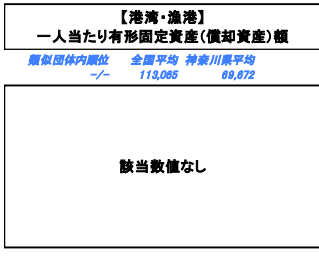 【港湾・漁港】
一人当たり有形固定資産(償却資産)額
類似団体内順位 全国平均 神奈川県平均
-/- 113,065 69,672
該当数値なし